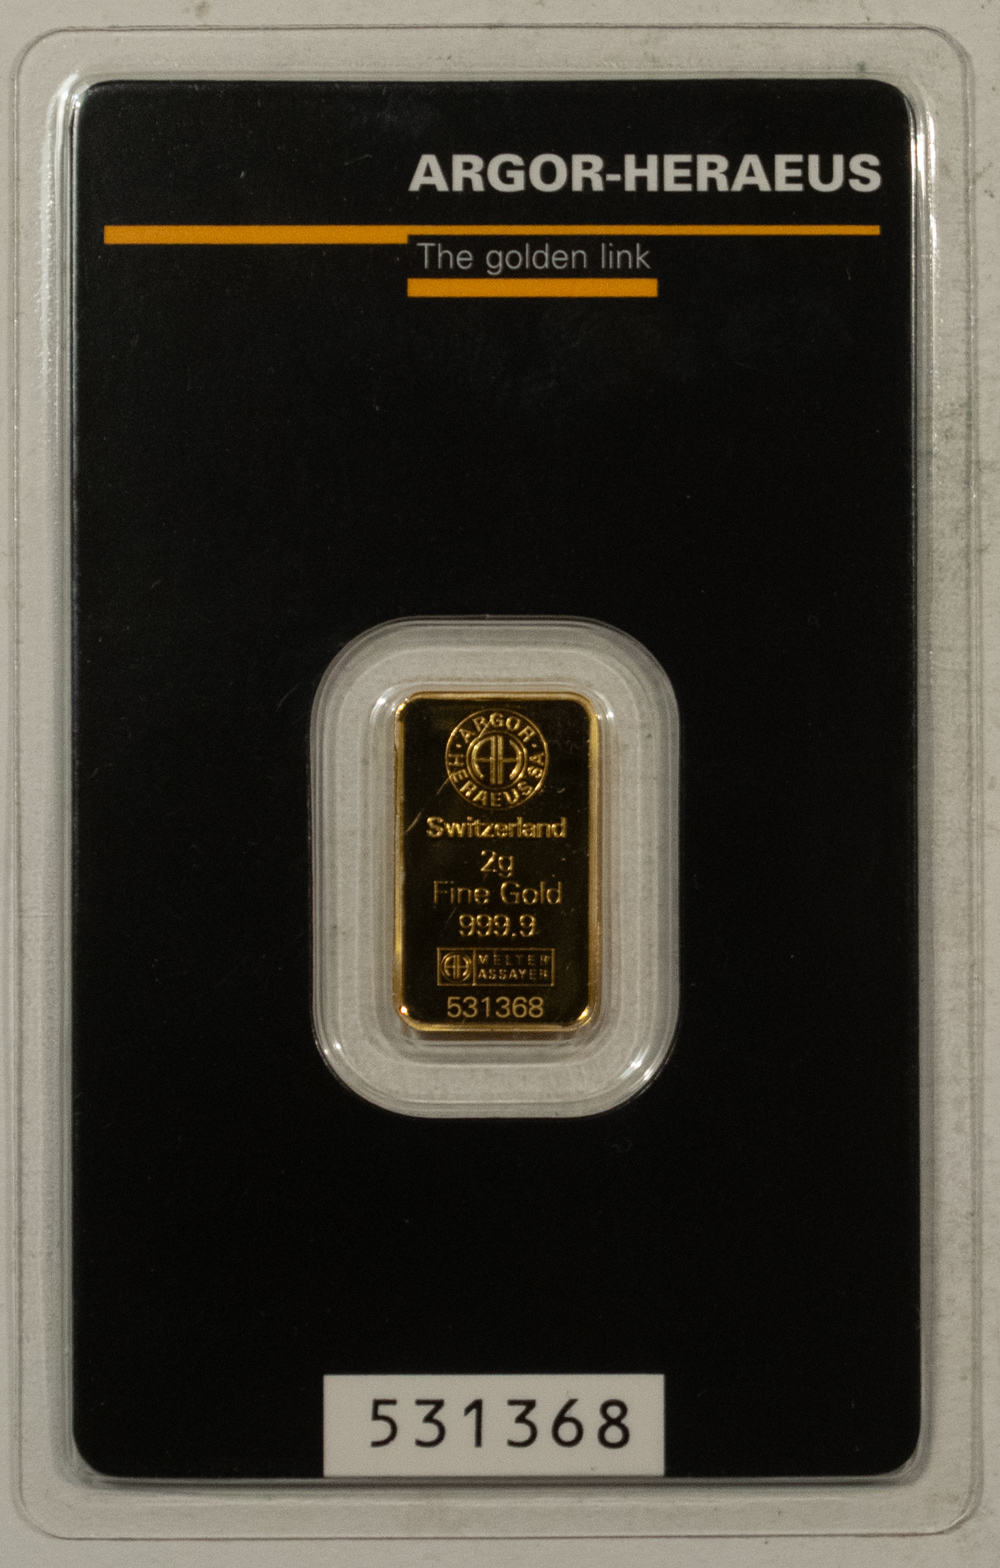 ARGOR-HERAEUS
The golden link
ARGOR
HERAEUS SA
Switzerland
2g
Fine Gold
999.9
MELTER
ASSAYER
531368
531368